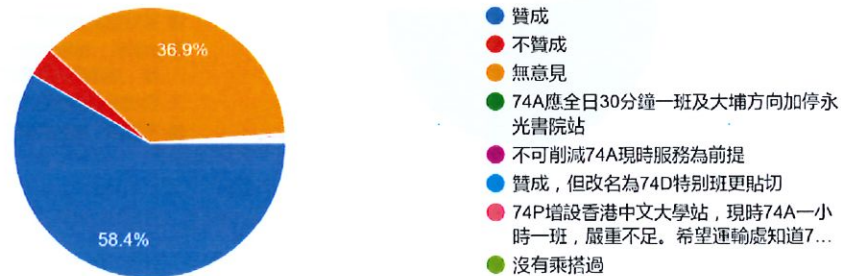 36.9%
58.4%
贊成
不贊成
無意見
74A應全日30分鐘一班及大埔方向加停永
光書院站
不可削減74A現時服務為前提
贊成，但改名為74D特別班更貼切
74P增設香港中文大學站，現時74A一小
時一班，嚴重不足。希望運輸處知道7...
沒有乘搭過